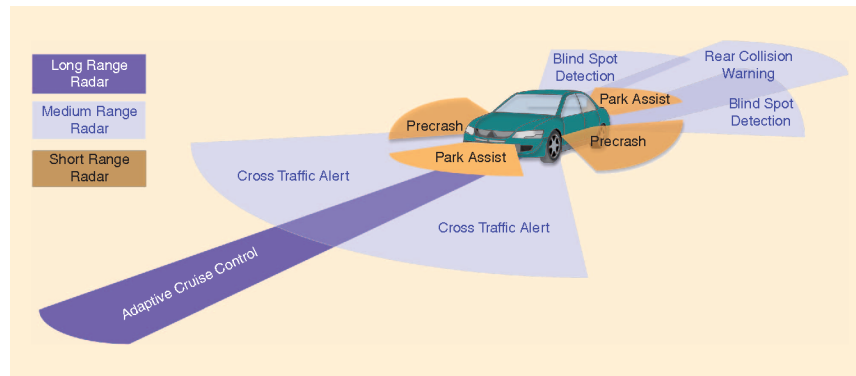 Long Range
Radar
Medium Range
Radar
Short Range
Radar
Blind Spot
Detection
Rear Collision
Warning
Park Assist
Blind Spot
Detection
Precrash
Precrash
Park Assist
Cross Traffic Alert
Cross Traffic Alert
Adaptive Cruise Control